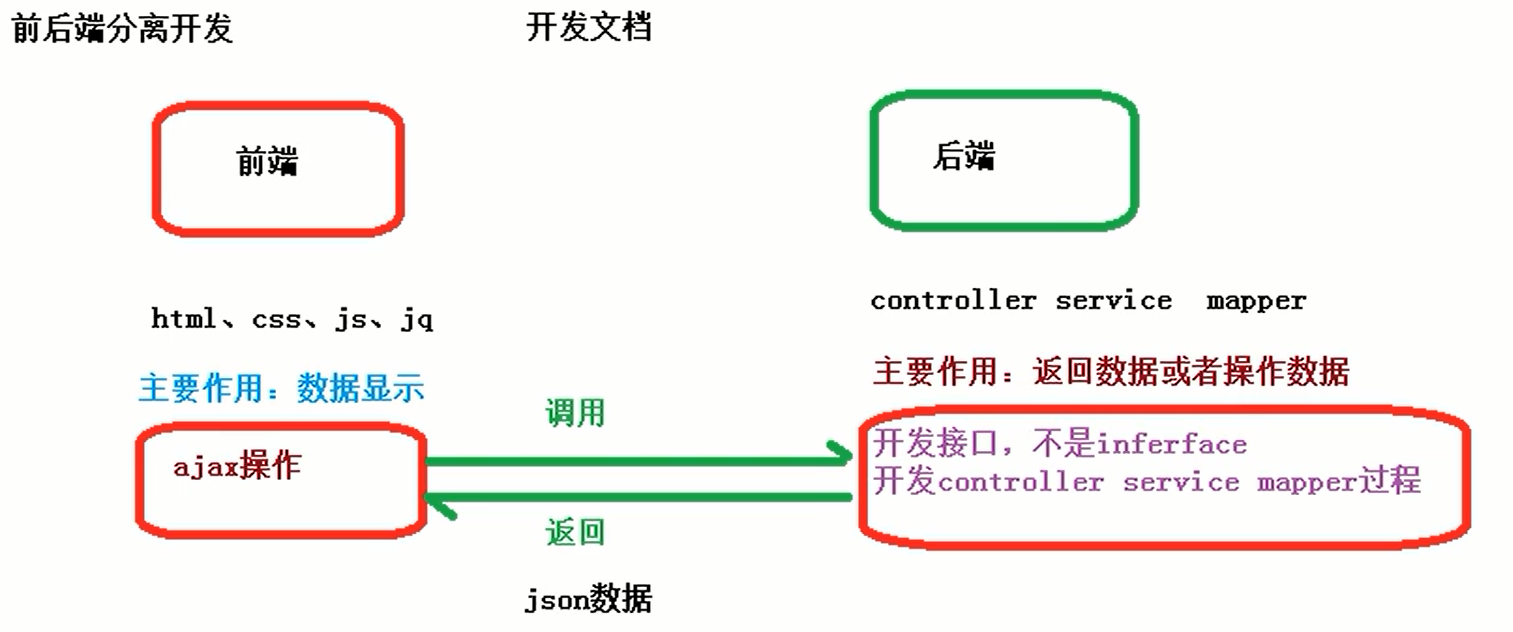 前后端分离开发 开发文档
前端
后端
html、css、js、jq
controller service mapper
主要作用：数据显示
主要作用：返回数据或者操作数据
调用
ajax操作
开发接口，不是inferface
开发controller service mapper过程
返回
json数据